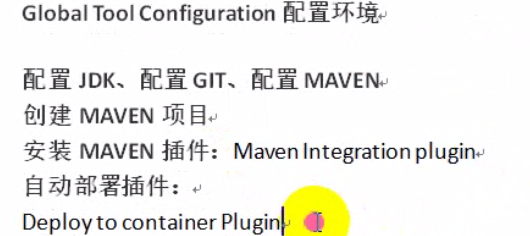 Global Tool Configuration 配置环境
配置 JDK、配置 GIT、配置 MAVEN
创建 MAVEN 项目
安装 MAVEN 插件：Maven Integration plugin
自动部署插件：
Deploy to container Plugin